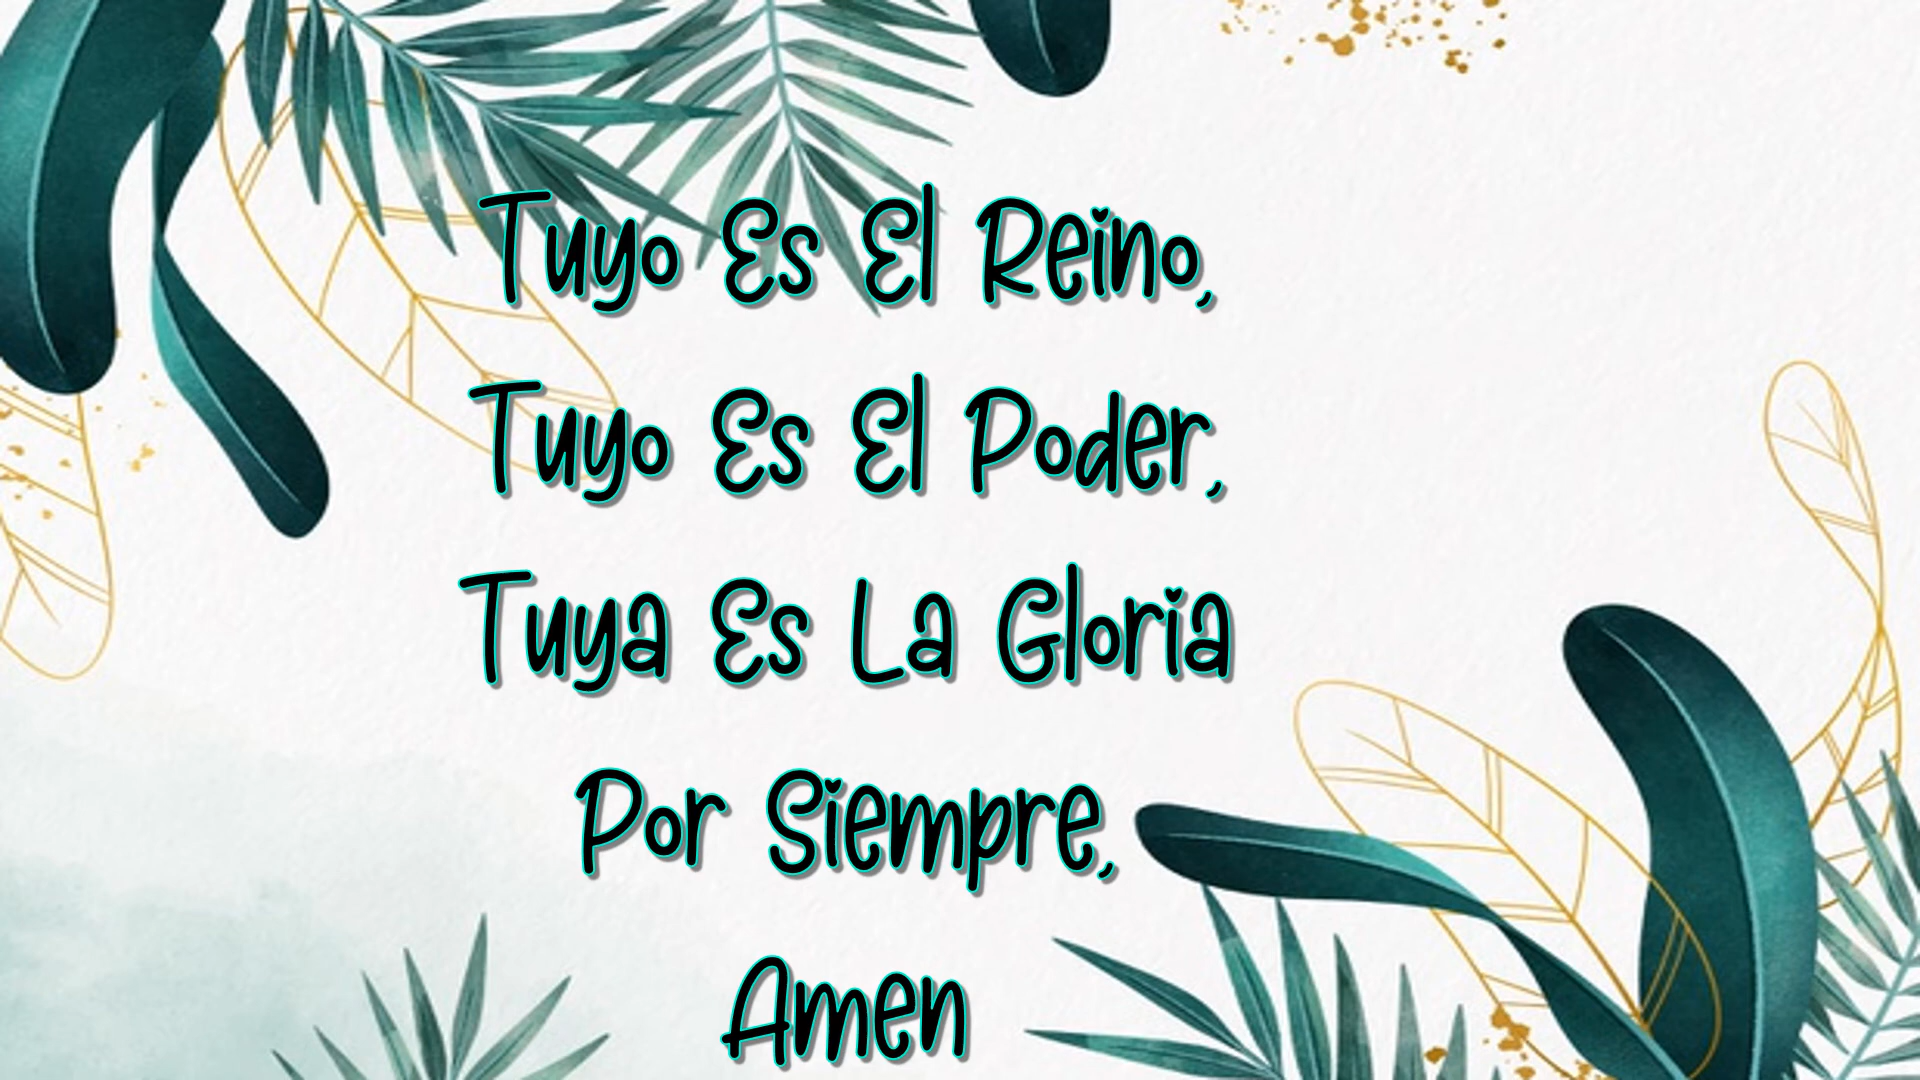 Tuyo Es El Reino,
Tuyo Es El Poder,
Tuya Es La Gloria
Por Siempre,
Amen